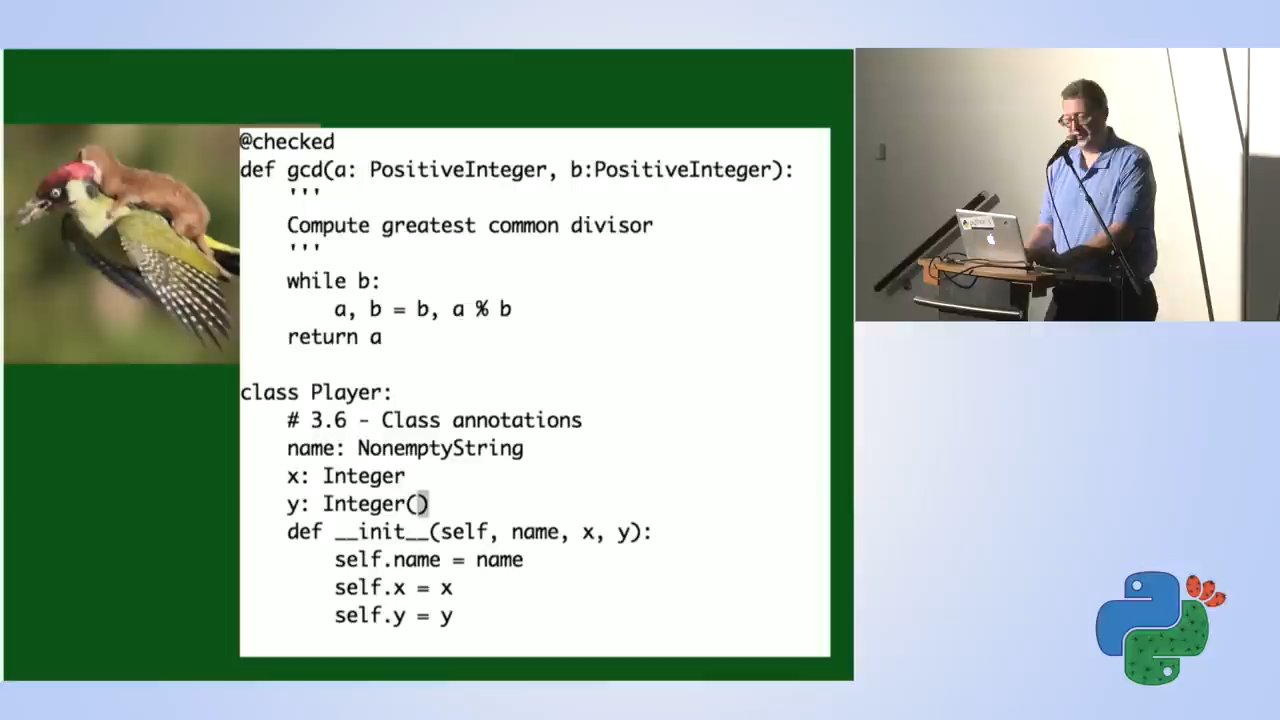 @checked
def gcd(a: PositiveInteger, b:PositiveInteger):
'''
Compute greatest common divisor
'''
while b:
a, b = b, a % b
return a
class Player:
# 3.6 - Class annotations
name: NonemptyString
x: Integer
y: Integer()
def __init__(self, name, x, y):
self.name = name
self.x = x
self.y = y